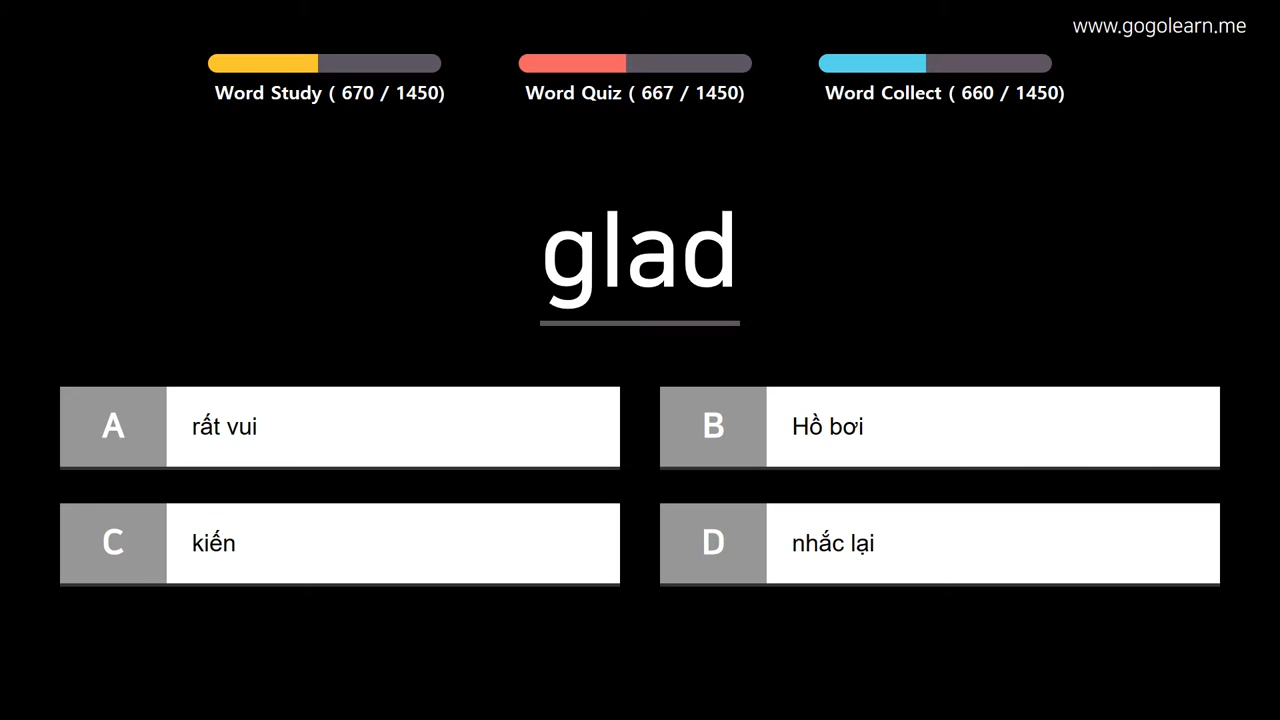 www.gogolearn.me
Word Study ( 670 / 1450)
Word Quiz ( 667 / 1450)
Word Collect ( 660 / 1450)
glad
A rất vui
B Hồ bơi
C kiến
D nhắc lại